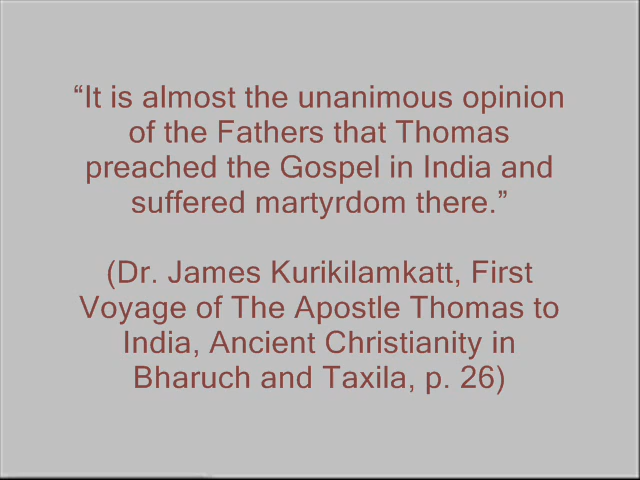 “It is almost the unanimous opinion
of the Fathers that Thomas
preached the Gospel in India and
suffered martyrdom there.”
(Dr. James Kurikilamkatt, First
Voyage of The Apostle Thomas to
India, Ancient Christianity in
Bharuch and Taxila, p. 26)